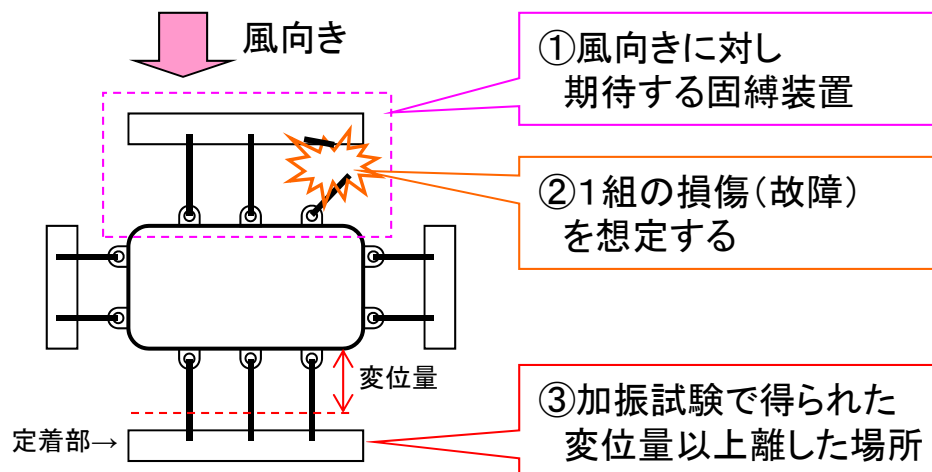 風向き
①風向きに対し
期待する固縛装置
②1組の損傷(故障)
を想定する
変位量
③加振試験で得られた
変位量以上離した場所
定着部→